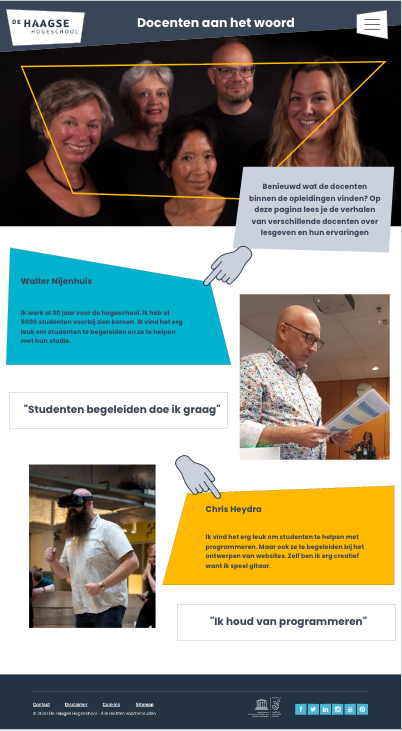 DE HAAGSE
HOGESCHOOL
Docenten aan het woord
Benieuwd wat de docenten
binnen de opleidingen vinden? Op
deze pagina lees je de verhalen
van verschillende docenten over
lesgeven en hun ervaringen
Walter Nijenhuis
Ik werk al 30 jaar voor de hogeschool. Ik heb al
5000 studenten voorbij zien komen. Ik vind het erg
leuk om studenten te begeleiden en ze te helpen
met hun studie.
"Studenten begeleiden doe ik graag"
Chris Heydra
Ik vind het erg leuk om studenten te helpen met
programmeren. Maar ook ze te begeleiden bij het
ontwerpen van websites. Zelf ben ik erg creatief
want ik speel gitaar.
"Ik houd van programmeren"
Contact Disclaimer Cookies Sitemap
© 2020 De Haagse Hogeschool - Alle rechten voorbehouden